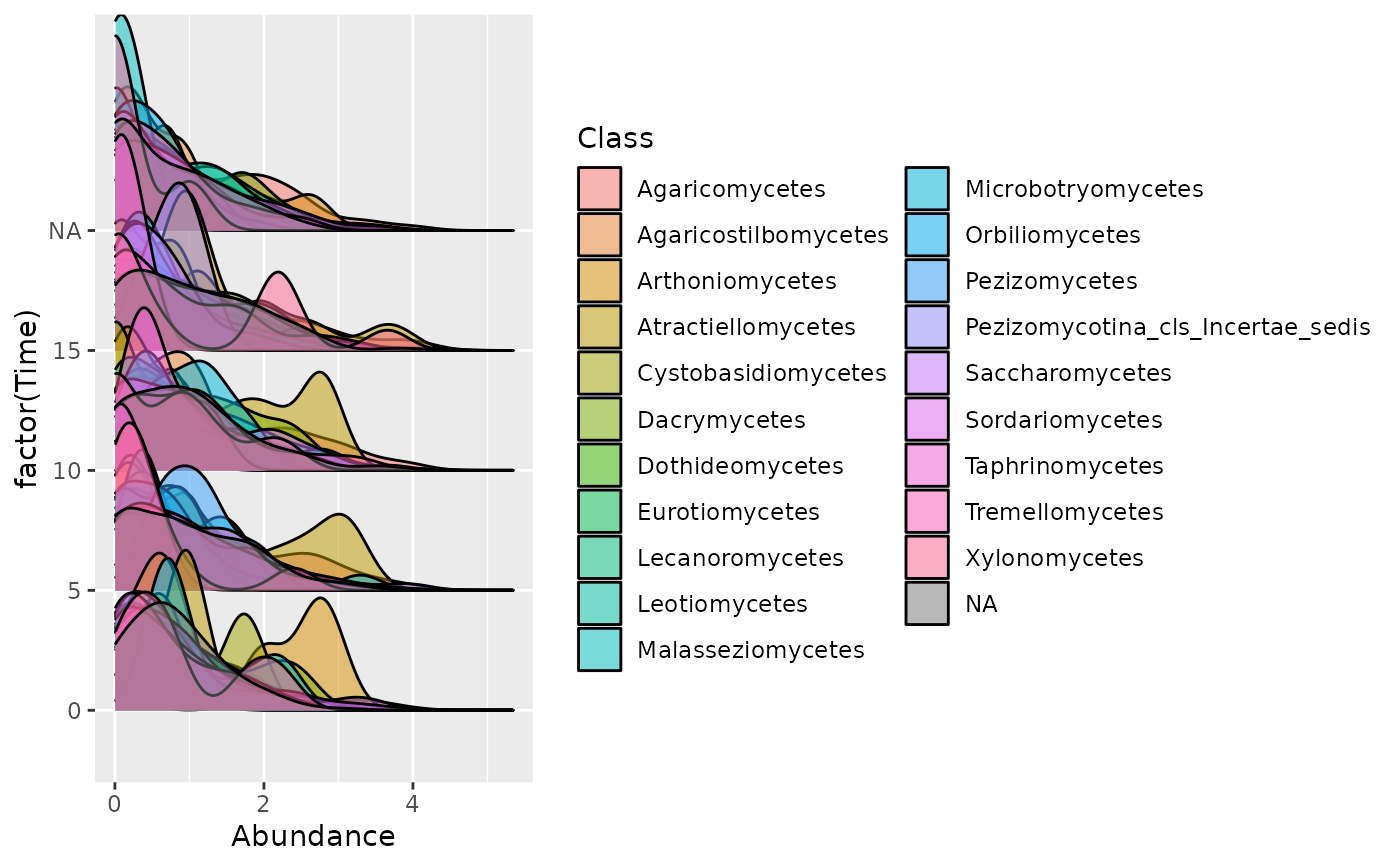 factor(Time)
NA
15
10
5
0
0 2 4
Abundance
Class
Agaricomycetes
Agaricostilbomycetes
Arthoniomycetes
Atractiellomycetes
Cystobasidiomycetes
Dacrymycetes
Dothideomycetes
Eurotiomycetes
Lecanoromycetes
Leotiomycetes
Malasseziomycetes
Microbotryomycetes
Orbiliomycetes
Pezizomycetes
Pezizomycotina_cls_Incertae_sedis
Saccharomycetes
Sordariomycetes
Taphrinomycetes
Tremellomycetes
Xylonomycetes
NA